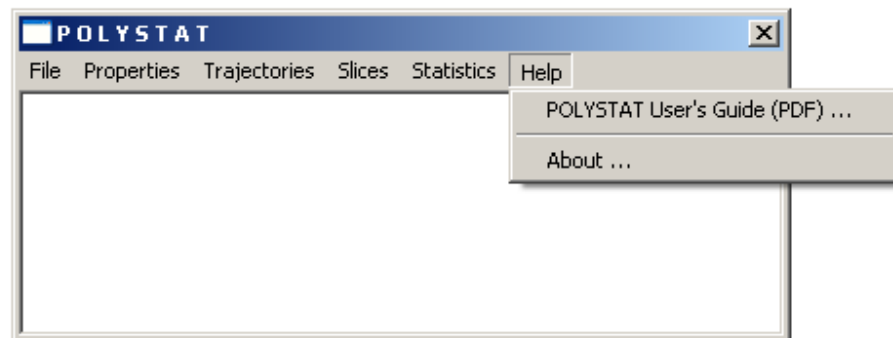 POLYSTAT
File Properties Trajectories Slices Statistics Help
POLYSTAT User's Guide (PDF) ...
About ...